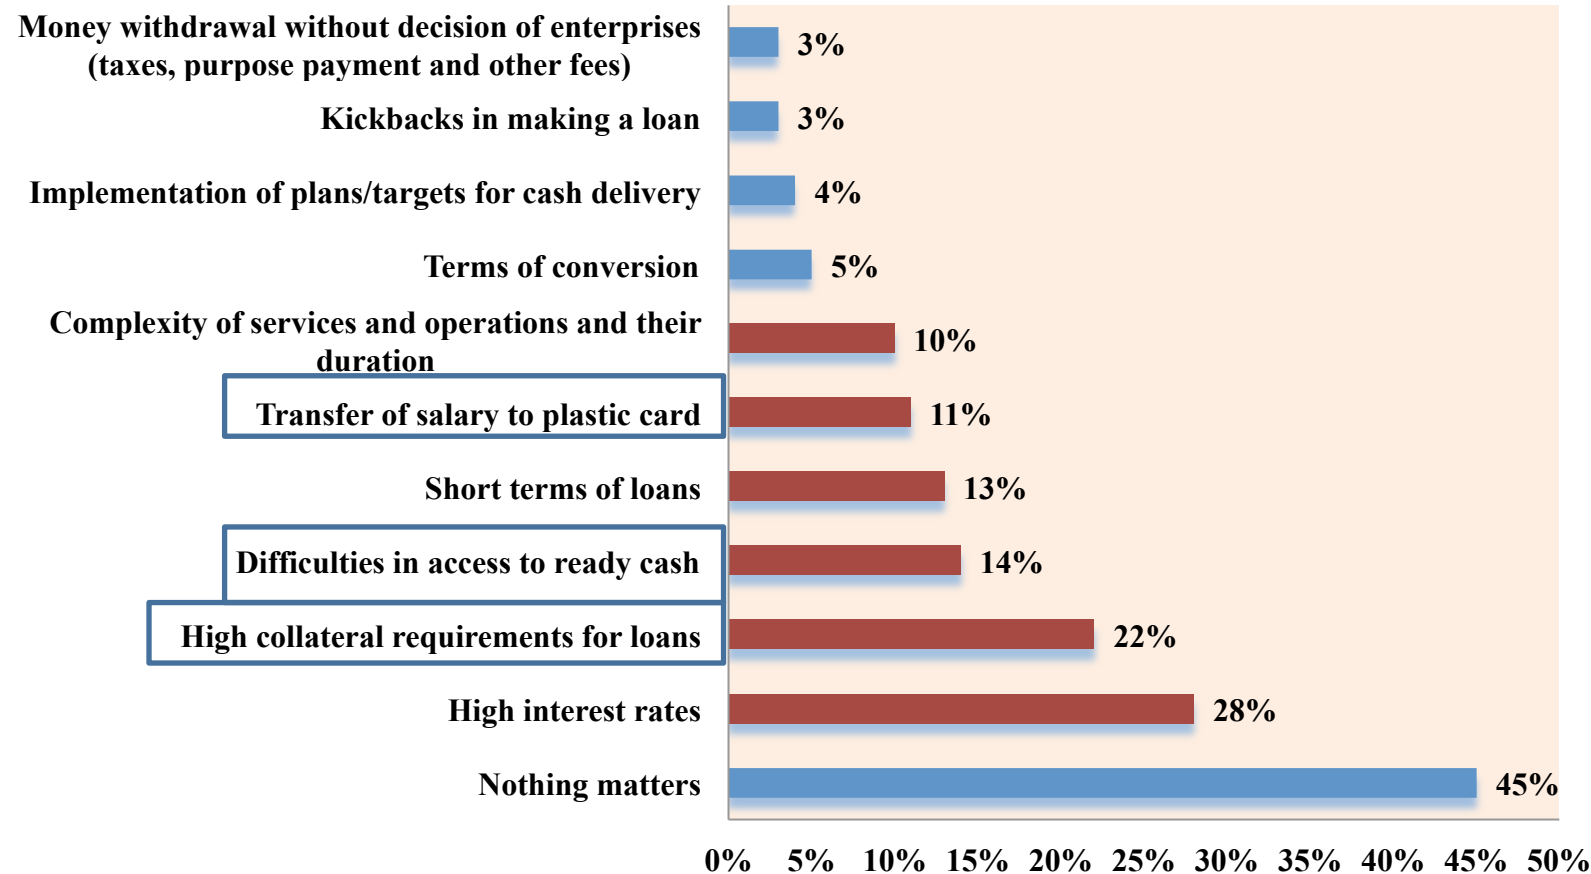 Money withdrawal without decision of enterprises
(taxes, purpose payment and other fees)
3%
Kickbacks in making a loan
3%
Implementation of plans/targets for cash delivery
4%
Terms of conversion
5%
Complexity of services and operations and their
duration
10%
Transfer of salary to plastic card
11%
Short terms of loans
13%
Difficulties in access to ready cash
14%
High collateral requirements for loans
22%
High interest rates
28%
Nothing matters
45%
0% 5% 10% 15% 20% 25% 30% 35% 40% 45% 50%